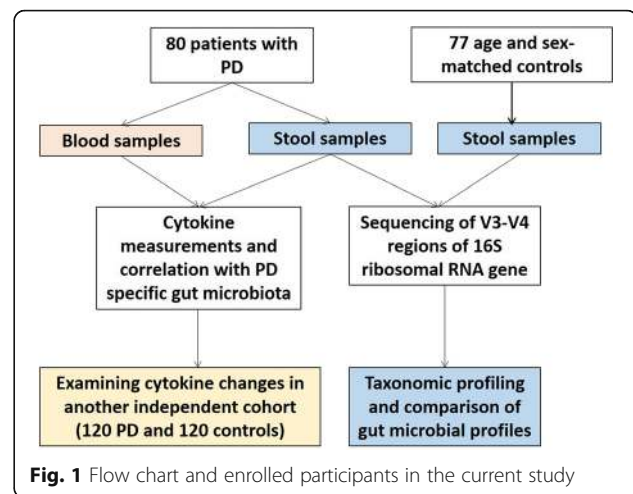 80 patients with
PD
77 age and sex-
matched controls
Blood samples
Stool samples
Stool samples
Cytokine
measurements and
correlation with PD
specific gut microbiota
Sequencing of V3-V4
regions of 16S
ribosomal RNA gene
Examining cytokine changes in
another independent cohort
(120 PD and 120 controls)
Taxonomic profiling
and comparison of
gut microbial profiles
Fig. 1 Flow chart and enrolled participants in the current study